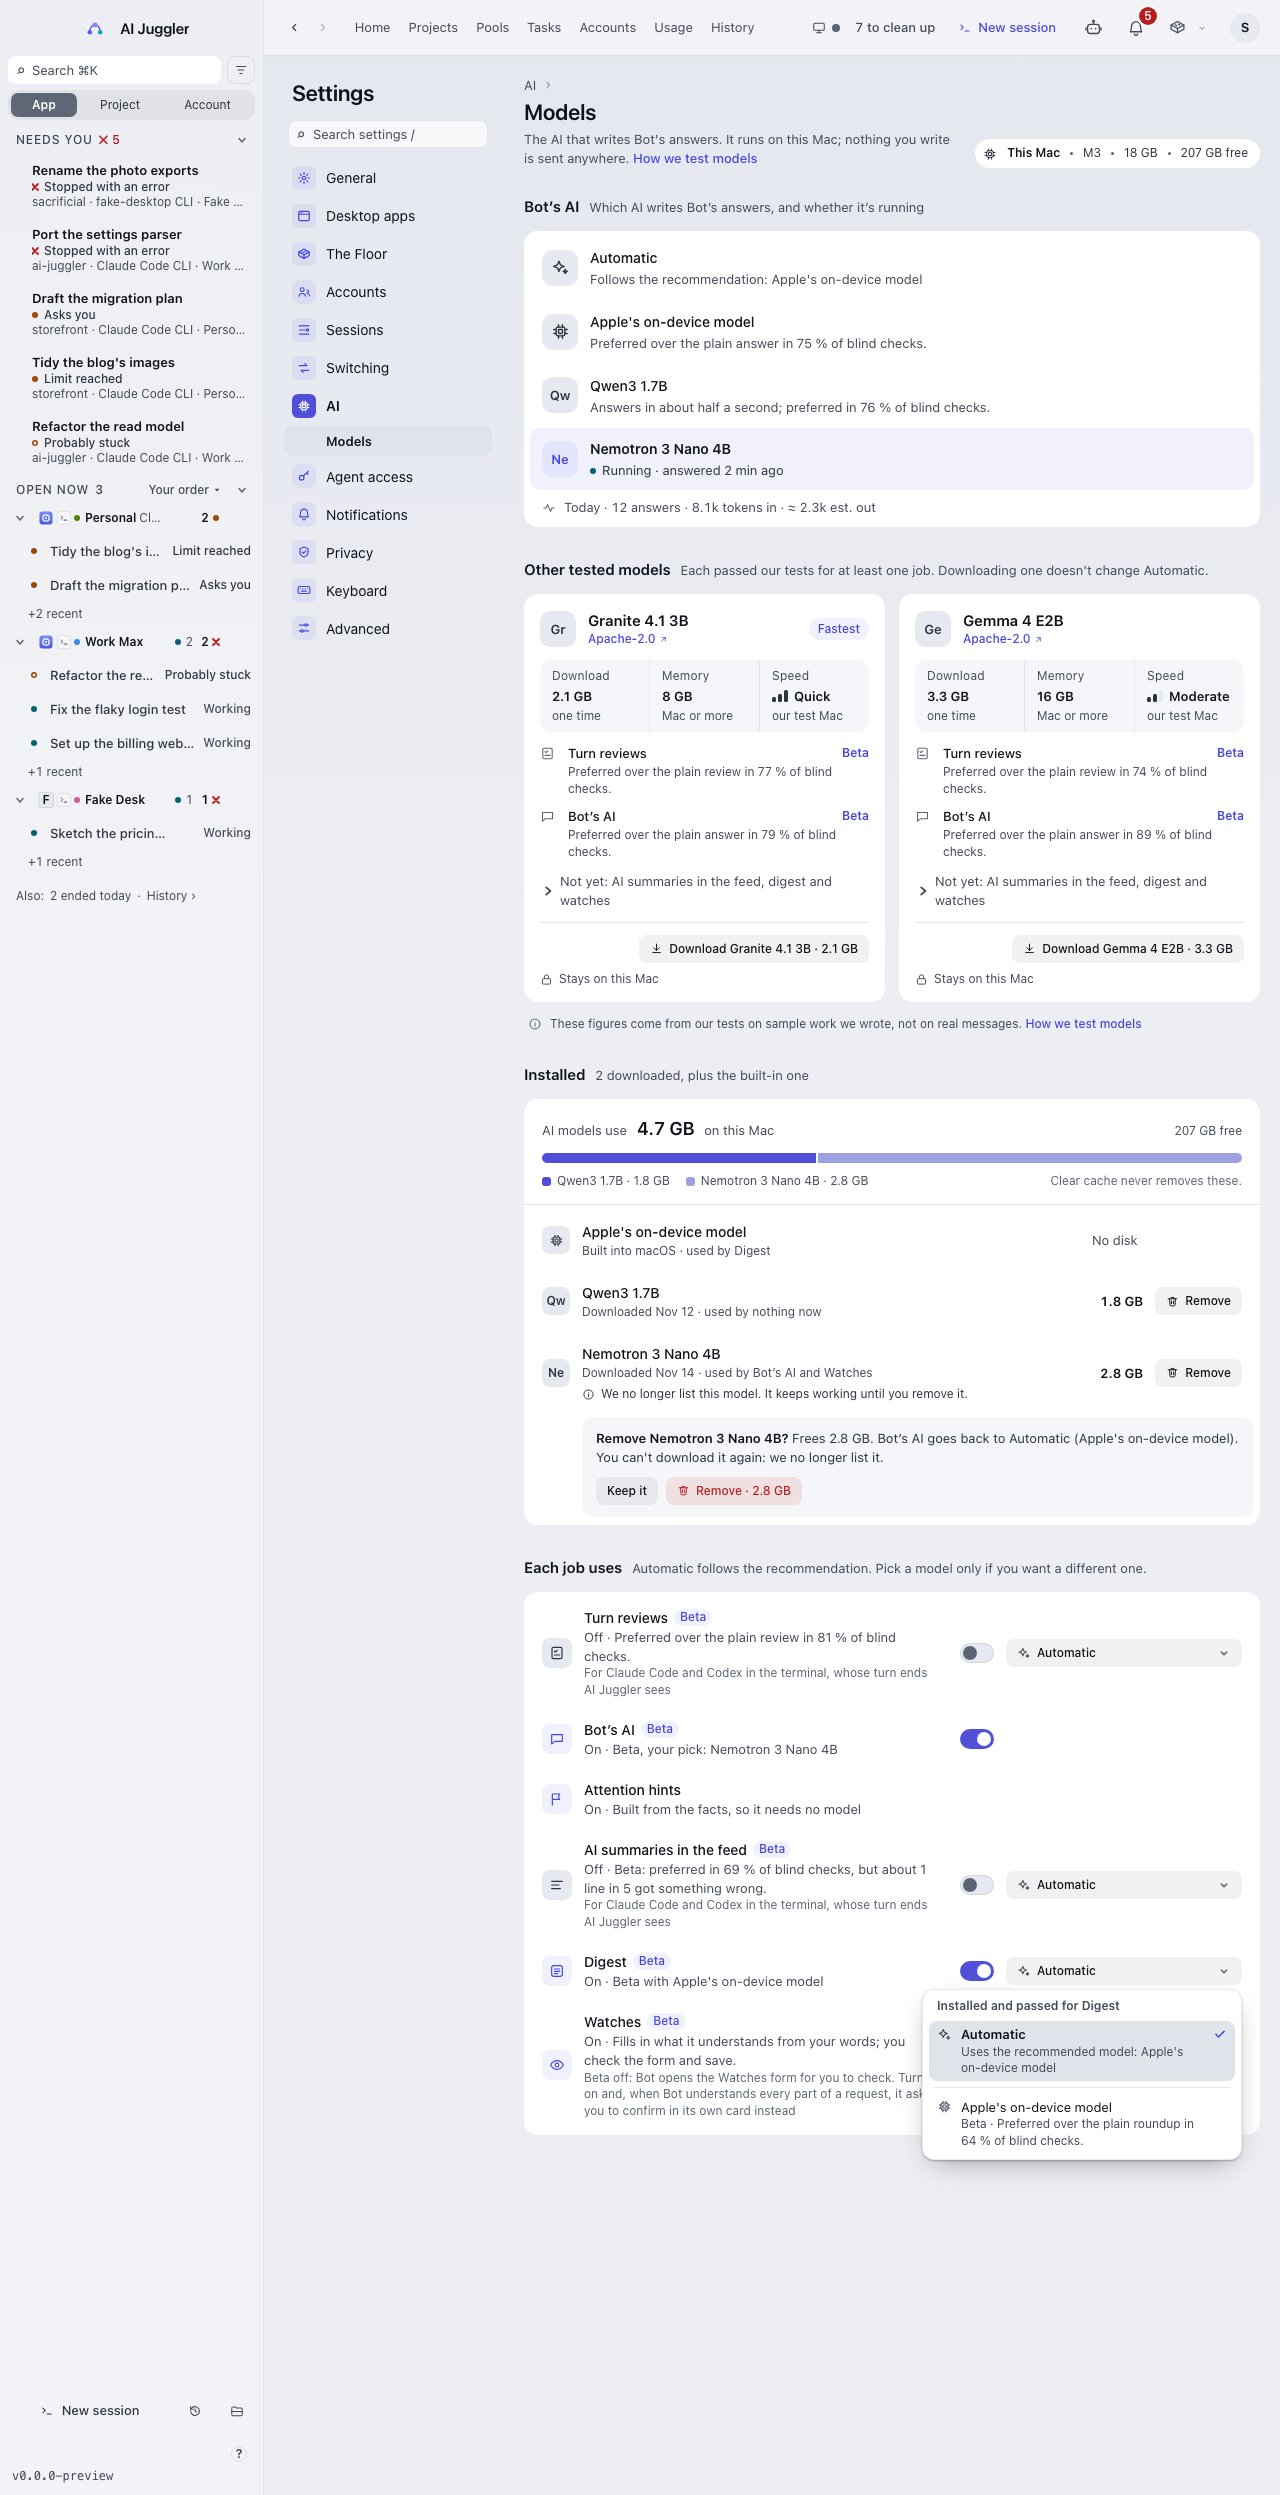 AI Juggler
Search ⌘K
App
Project
Account
NEEDS YOU 5
Rename the photo exports
Stopped with an error
sacrificial · fake-desktop CLI · Fake ...
Port the settings parser
Stopped with an error
ai-juggler · Claude Code CLI · Work ...
Draft the migration plan
Asks you
storefront · Claude Code CLI · Perso...
Tidy the blog's images
Limit reached
storefront · Claude Code CLI · Perso...
Refactor the read model
Probably stuck
ai-juggler · Claude Code CLI · Work ...
OPEN NOW 3
Your order
Personal Cl...
2
Tidy the blog's i...
Limit reached
Draft the migration p...
Asks you
+2 recent
Work Max
2
2
Refactor the re...
Probably stuck
Fix the flaky login test
Working
Set up the billing web...
Working
+1 recent
F
Fake Desk
1
1
Sketch the pricin...
Working
+1 recent
Also: 2 ended today · History ›
New session
?
v0.0.0-preview
Home
Projects
Pools
Tasks
Accounts
Usage
History
7 to clean up
New session
5
S
Settings
Search settings /
General
Desktop apps
The Floor
Accounts
Sessions
Switching
AI
Models
Agent access
Notifications
Privacy
Keyboard
Advanced
AI
Models
The AI that writes Bot's answers. It runs on this Mac; nothing you write
is sent anywhere. How we test models
This Mac • M3 • 18 GB • 207 GB free
Bot’s AI
Which AI writes Bot’s answers, and whether it’s running
Automatic
Follows the recommendation: Apple's on-device model
Apple's on-device model
Preferred over the plain answer in 75 % of blind checks.
Qw
Qwen3 1.7B
Answers in about half a second; preferred in 76 % of blind checks.
Ne
Nemotron 3 Nano 4B
Running · answered 2 min ago
Today · 12 answers · 8.1k tokens in · ≈ 2.3k est. out
Other tested models
Each passed our tests for at least one job. Downloading one doesn't change Automatic.
Gr
Granite 4.1 3B
Apache-2.0 ↗
Fastest
Download
2.1 GB
one time
Memory
8 GB
Mac or more
Speed
Quick
our test Mac
Turn reviews
Beta
Preferred over the plain review in 77 % of blind
checks.
Bot’s AI
Beta
Preferred over the plain answer in 79 % of blind
checks.
Not yet: AI summaries in the feed, digest and
watches
Download Granite 4.1 3B · 2.1 GB
Stays on this Mac
Ge
Gemma 4 E2B
Apache-2.0 ↗
Download
3.3 GB
one time
Memory
16 GB
Mac or more
Speed
Moderate
our test Mac
Turn reviews
Beta
Preferred over the plain review in 74 % of blind
checks.
Bot’s AI
Beta
Preferred over the plain answer in 89 % of blind
checks.
Not yet: AI summaries in the feed, digest and
watches
Download Gemma 4 E2B · 3.3 GB
Stays on this Mac
These figures come from our tests on sample work we wrote, not on real messages. How we test models
Installed
2 downloaded, plus the built-in one
AI models use 4.7 GB on this Mac
207 GB free
Qwen3 1.7B · 1.8 GB
Nemotron 3 Nano 4B · 2.8 GB
Clear cache never removes these.
Apple's on-device model
Built into macOS · used by Digest
No disk
Qw
Qwen3 1.7B
Downloaded Nov 12 · used by nothing now
1.8 GB
Remove
Ne
Nemotron 3 Nano 4B
Downloaded Nov 14 · used by Bot’s AI and Watches
We no longer list this model. It keeps working until you remove it.
2.8 GB
Remove
Remove Nemotron 3 Nano 4B? Frees 2.8 GB. Bot’s AI goes back to Automatic (Apple's on-device model).
You can't download it again: we no longer list it.
Keep it
Remove · 2.8 GB
Each job uses
Automatic follows the recommendation. Pick a model only if you want a different one.
Turn reviews
Beta
Off · Preferred over the plain review in 81 % of blind
checks.
For Claude Code and Codex in the terminal, whose turn ends
AI Juggler sees
Automatic
Bot’s AI
Beta
On · Beta, your pick: Nemotron 3 Nano 4B
Attention hints
On · Built from the facts, so it needs no model
AI summaries in the feed
Beta
Off · Beta: preferred in 69 % of blind checks, but about 1
line in 5 got something wrong.
For Claude Code and Codex in the terminal, whose turn ends
AI Juggler sees
Automatic
Digest
Beta
On · Beta with Apple's on-device model
Automatic
Watches
Beta
On · Fills in what it understands from your words; you
check the form and save.
Beta off: Bot opens the Watches form for you to check. Turn
on and, when Bot understands every part of a request, it
you to confirm in its own card instead
Installed and passed for Digest
Automatic
Uses the recommended model: Apple's
on-device model
Apple's on-device model
Beta · Preferred over the plain roundup in
64 % of blind checks.